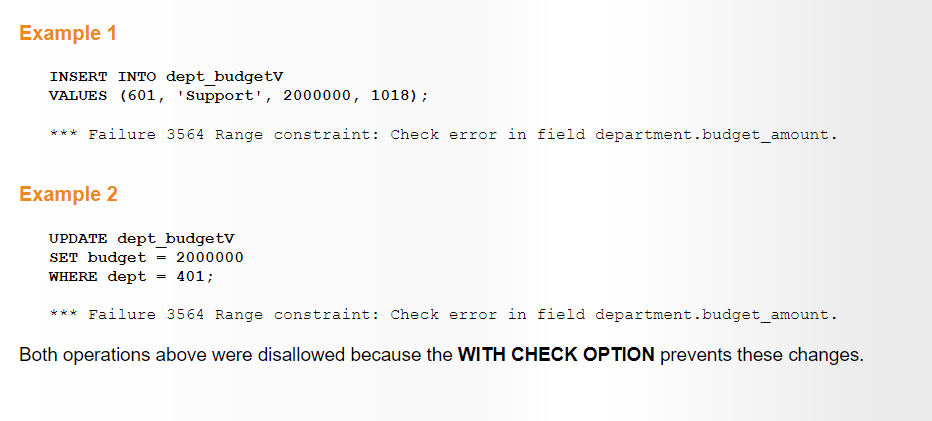 Example 1
INSERT INTO dept_budgetV
VALUES (601, 'Support', 2000000, 1018);
*** Failure 3564 Range constraint: Check error in field department.budget_amount.
Example 2
UPDATE dept_budgetV
SET budget = 2000000
WHERE dept = 401;
*** Failure 3564 Range constraint: Check error in field department.budget_amount.
Both operations above were disallowed because the WITH CHECK OPTION prevents these changes.